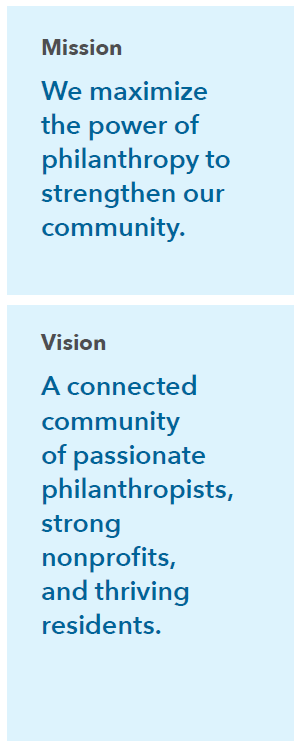 Mission
We maximize
the power of
philanthropy to
strengthen our
community.
Vision
A connected
community
of passionate
philanthropists,
strong
nonprofits,
and thriving
residents.